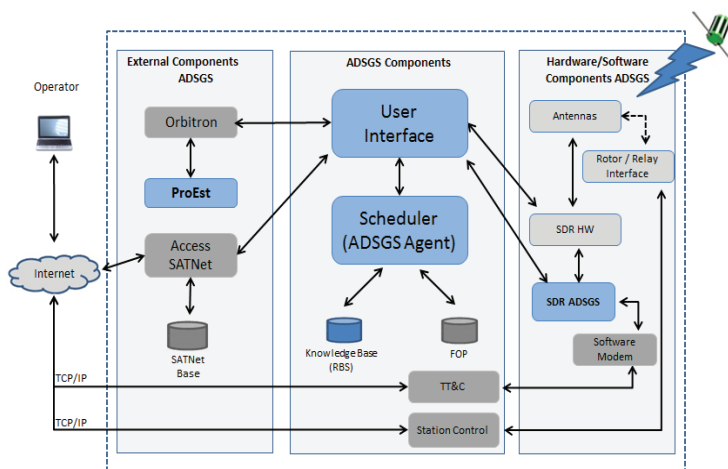 External Components
ADSGS
ADSGS Components
Hardware/Software
Components ADSGS
Operator
Orbitron
User
Interface
Antennas
Rotor / Relay
Interface
ProEst
Scheduler
(ADSGS Agent)
Access
SATNet
SDR HW
Internet
SDR ADSGS
SATNet
Base
Knowledge Base
(RBS)
FOP
Software
Modem
TCP/IP
TT&C
TCP/IP
Station Control